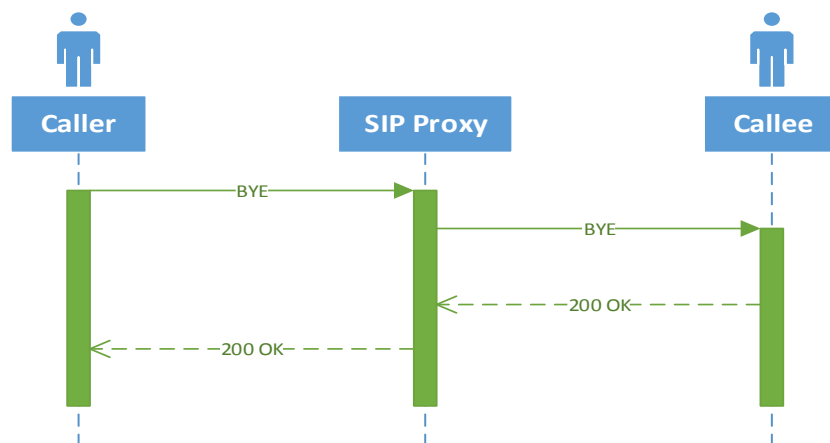 Caller
SIP Proxy
Callee
BYE
BYE
200 OK
200 OK